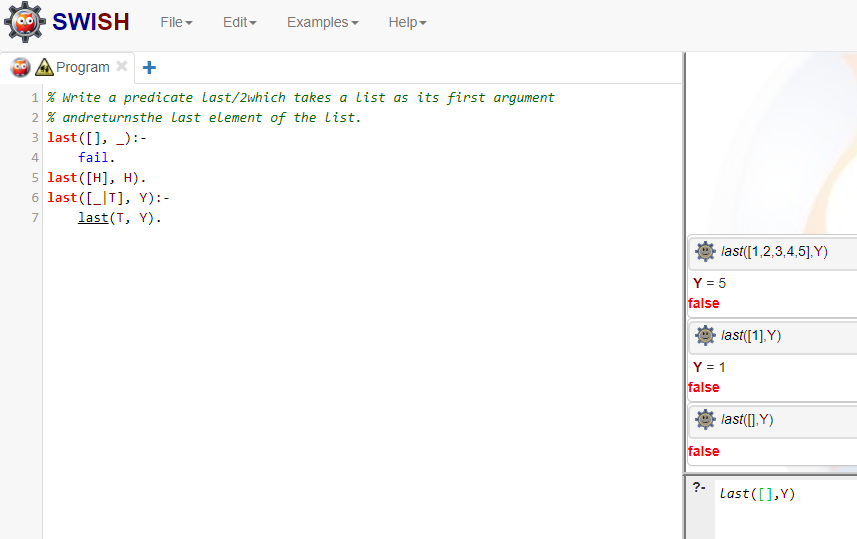 SWISH File Edit Examples Help
Program
1 % Write a predicate last/2which takes a list as its first argument
2 % andreturnsthe last element of the list.
3 last([], _):-
4 fail.
5 last([H], H).
6 last([_|T], Y):-
7 last(T, Y).
last([1,2,3,4,5],Y)
Y = 5
false
last([1],Y)
Y = 1
false
last([],Y)
false
?- last([],Y)